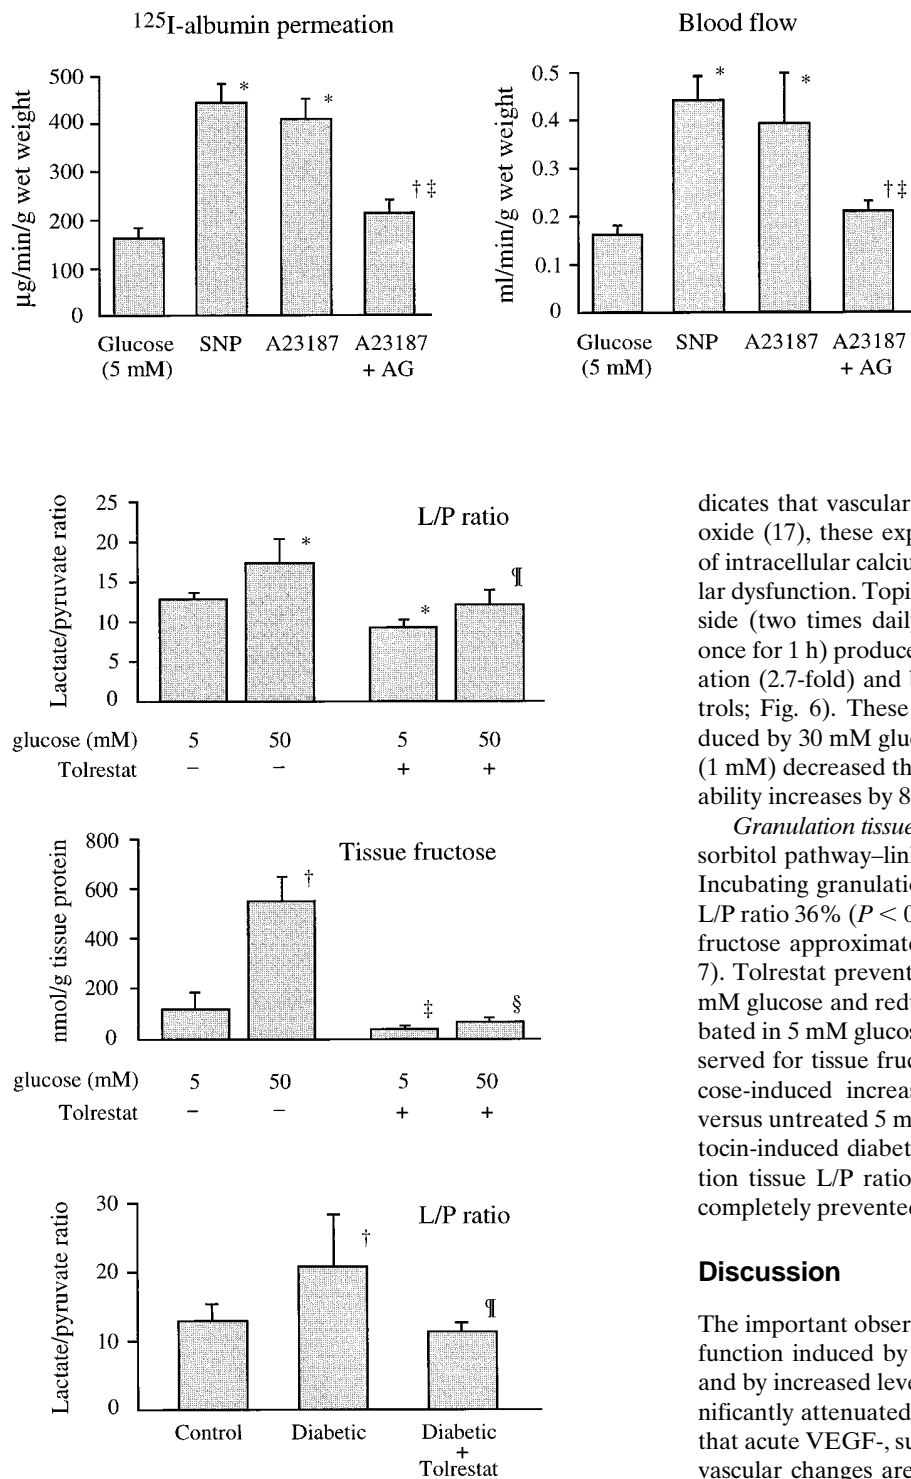 ¹²⁵I-albumin permeation
µg/min/g wet weight
500
400
300
200
100
0
*
*
† ‡
Glucose (5 mM)
SNP
A23187
A23187 + AG
Blood flow
ml/min/g wet weight
0.5
0.4
0.3
0.2
0.1
0
*
*
†‡
Glucose (5 mM)
SNP
A23187
A23187 + AG
Lactate/pyruvate ratio
25
20
15
10
5
0
L/P ratio
*
*
¶
glucose (mM) 5 50 5 50
Tolrestat – – + +
nmol/g tissue protein
800
600
400
200
0
Tissue fructose
†
‡
§
glucose (mM) 5 50 5 50
Tolrestat – – + +
Lactate/pyruvate ratio
30
20
10
0
L/P ratio
†
¶
Control
Diabetic
Diabetic
+
Tolrestat
dicates that vascular
oxide (17), these exp
of intracellular calciu
lar dysfunction. Topi
side (two times daily
once for 1 h) produce
ation (2.7-fold) and b
trols; Fig. 6). These
duced by 30 mM gluc
(1 mM) decreased th
ability increases by 8
Granulation tissue
sorbitol pathway–lin
Incubating granulatio
L/P ratio 36% (P < 0
fructose approximate
7). Tolrestat prevent
mM glucose and redu
bated in 5 mM glucos
served for tissue fruc
cose-induced increas
versus untreated 5 m
tocin-induced diabet
tion tissue L/P ratio
completely prevented
Discussion
The important obser
function induced by
and by increased leve
nificantly attenuated
that acute VEGF-, su
vascular changes are